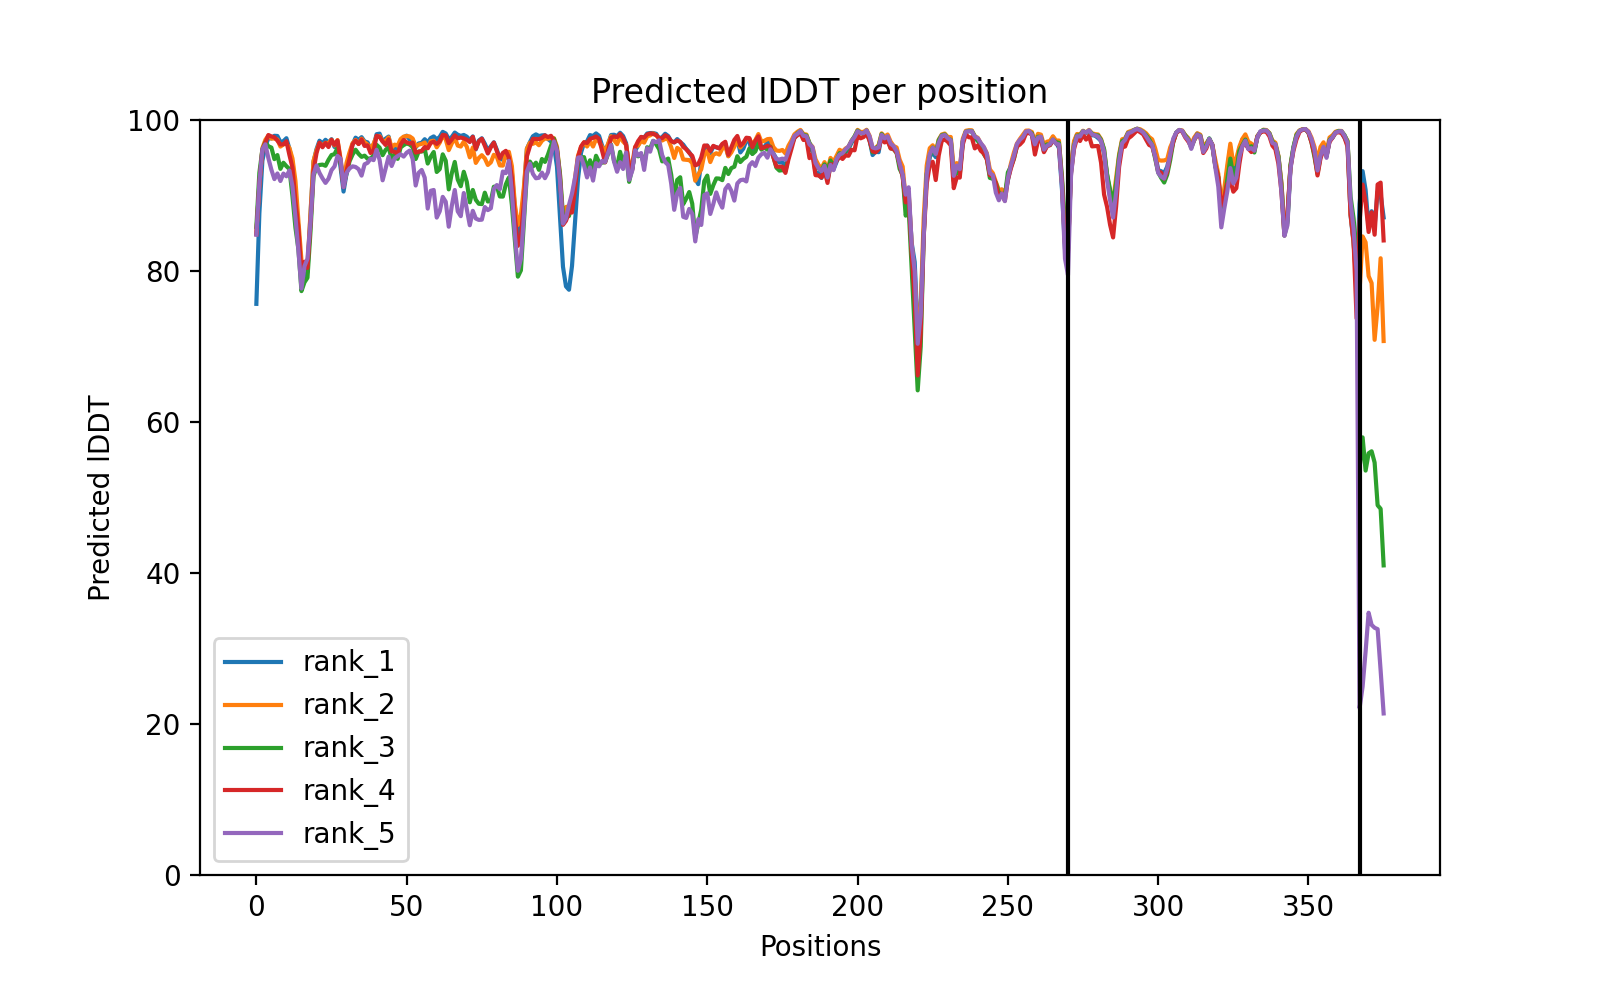 Predicted lDDT per position
100
80
60
40
20
0
Predicted lDDT
rank_1
rank_2
rank_3
rank_4
rank_5
0 50 100 150 200 250 300 350
Positions